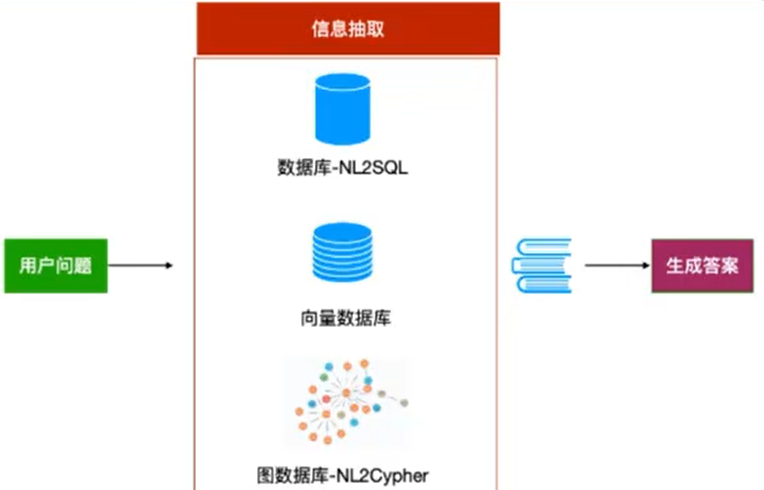 信息抽取
数据库-NL2SQL
用户问题
生成答案
向量数据库
图数据库-NL2Cypher